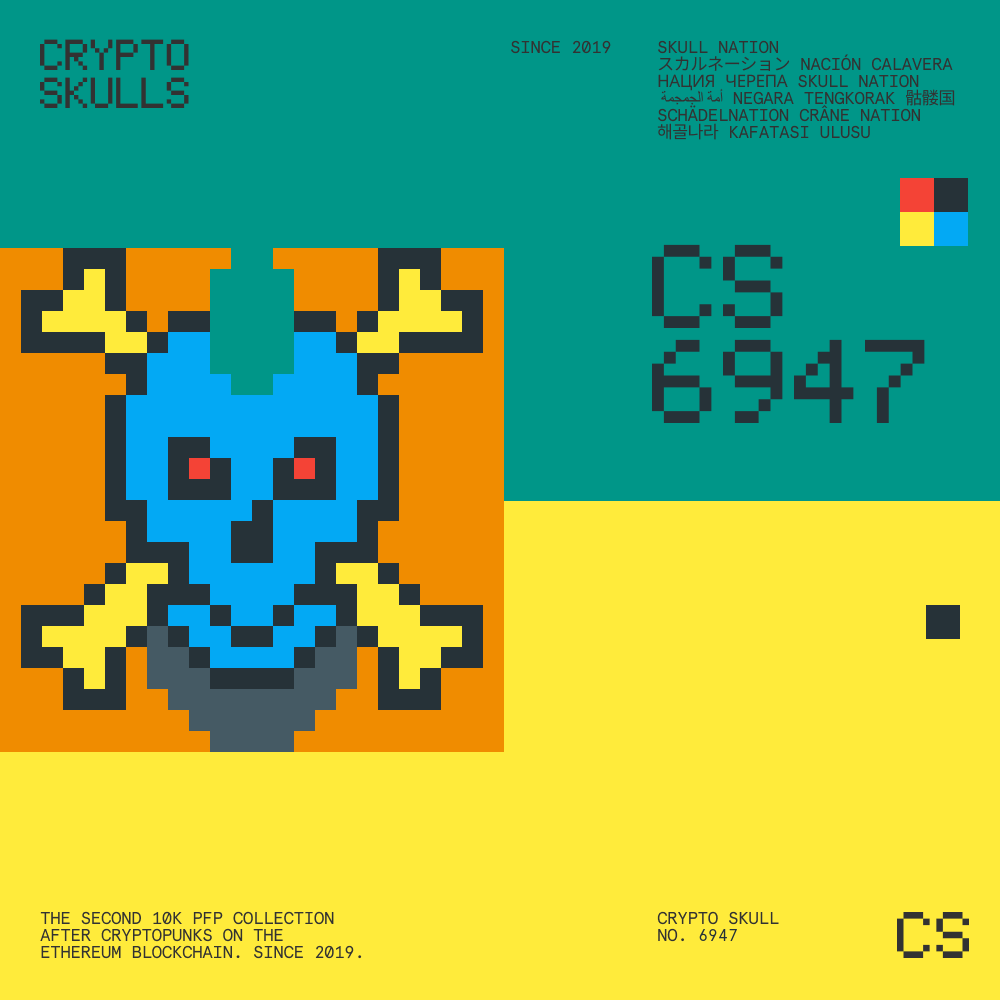 CRYPTO
SKULLS
SINCE 2019
SKULL NATION
スカルネーション NACIÓN CALAVERA
НАЦИЯ ЧЕРЕПА SKULL NATION
أمة الجمجمة NEGARA TENGKORAK 骷髅国
SCHÄDELNATION CRÂNE NATION
해골나라 KAFATASI ULUSU
CS
6947
THE SECOND 10K PFP COLLECTION
AFTER CRYPTOPUNKS ON THE
ETHEREUM BLOCKCHAIN. SINCE 2019.
CRYPTO SKULL
NO. 6947
CS